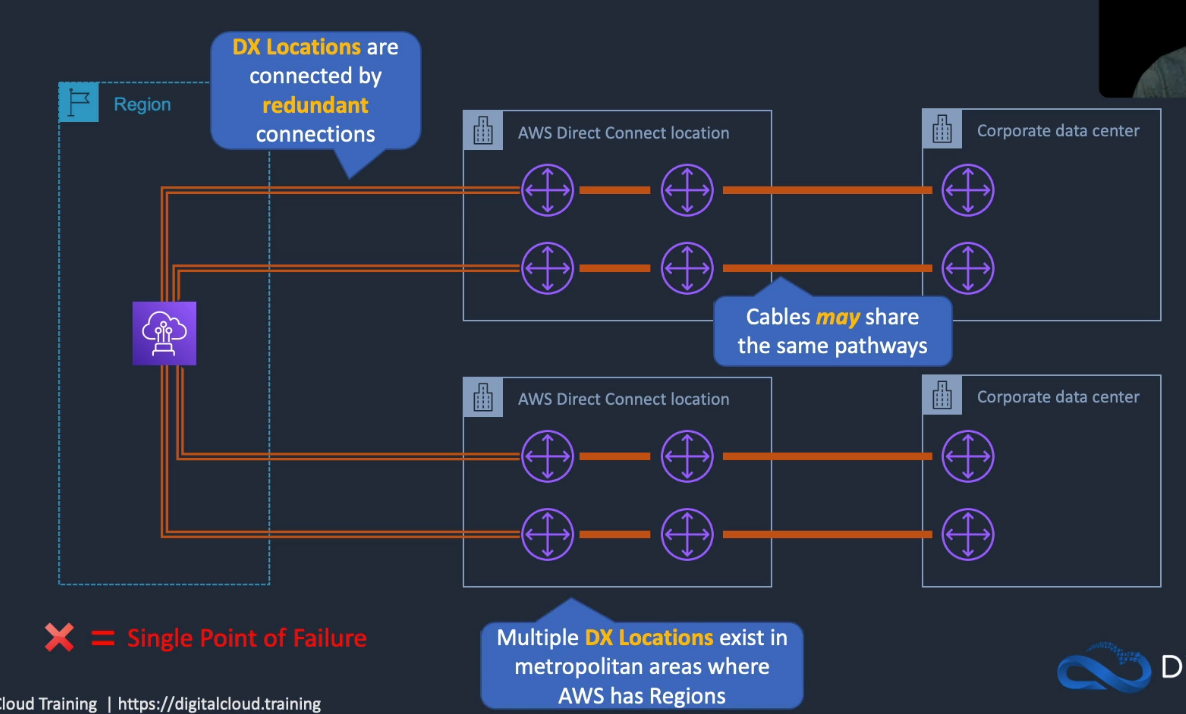 DX Locations are
connected by
redundant
connections
Region
AWS Direct Connect location
Corporate data center
Cables may share
the same pathways
AWS Direct Connect location
Corporate data center
= Single Point of Failure
Multiple DX Locations exist in
metropolitan areas where
AWS has Regions
D
Cloud Training | https://digitalcloud.training